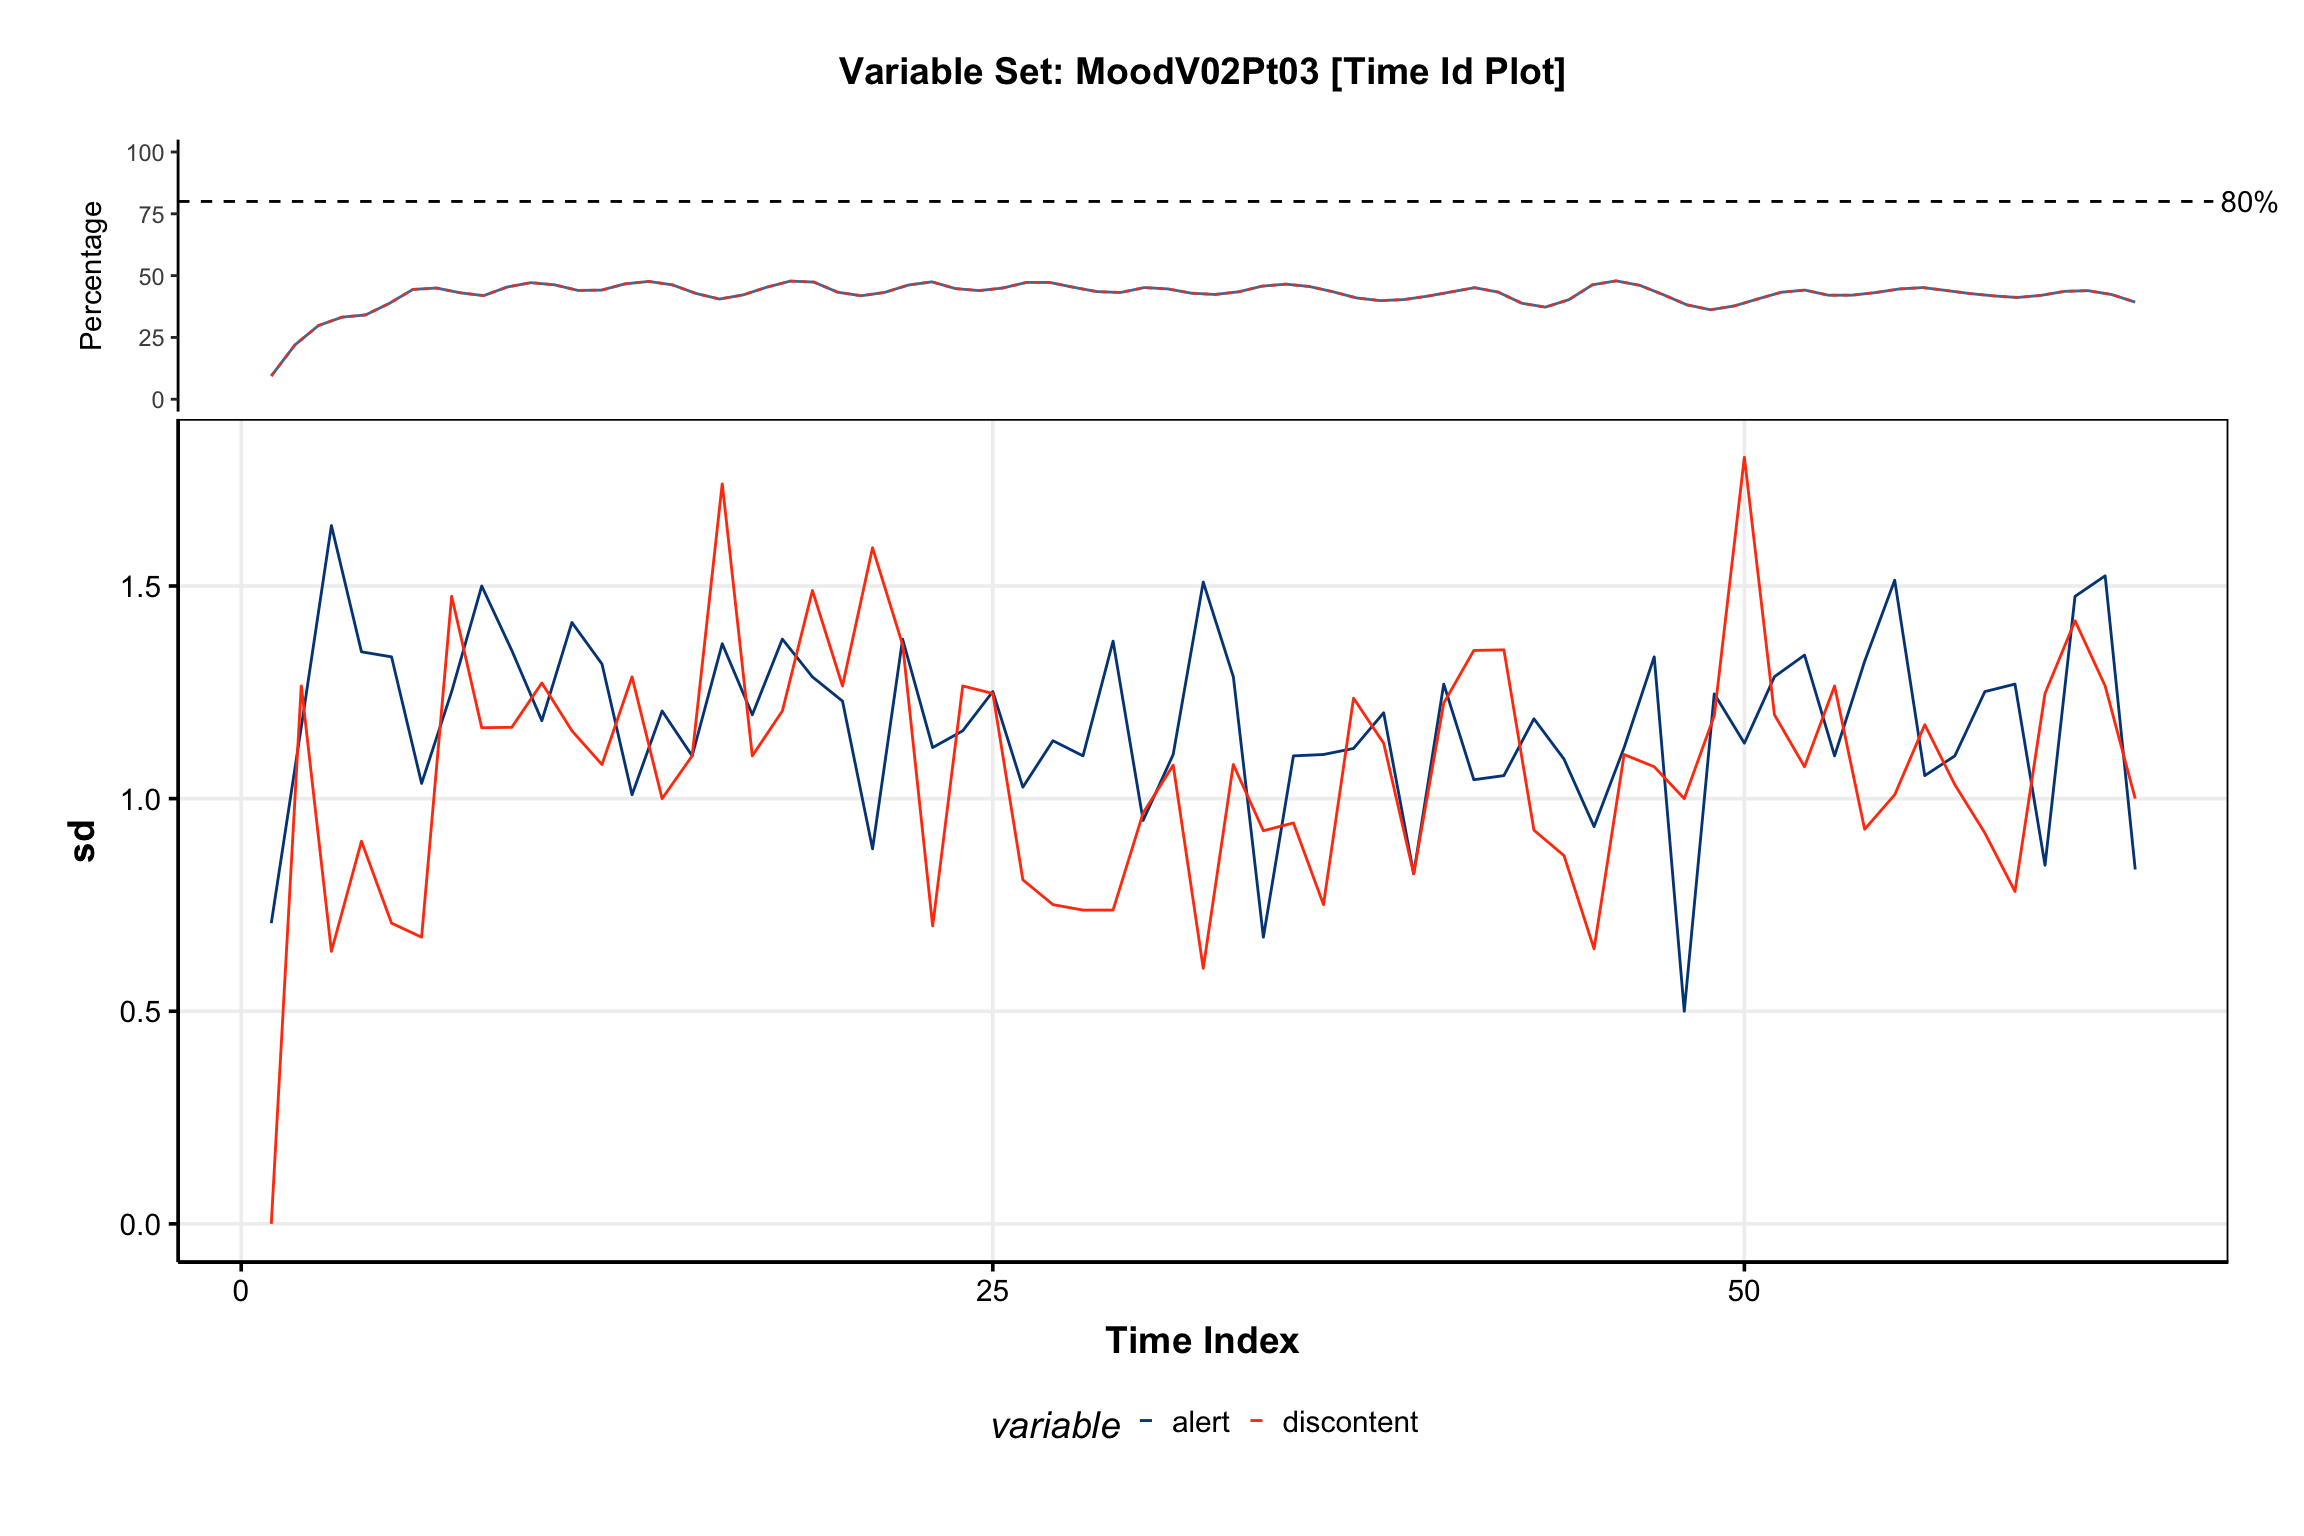 Variable Set: MoodV02Pt03 [Time Id Plot]
Percentage
100
75
50
25
0
80%
sd
1.5
1.0
0.5
0.0
0 25 50
Time Index
variable alert discontent